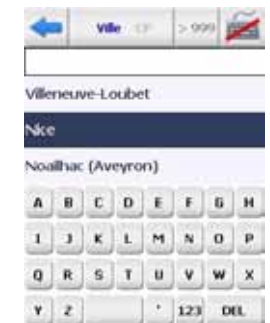 Ville CP > 999
Villeneuve-Loubet
Nice
Noailhac (Aveyron)
A B C D E F G H
I J K L M N O P
Q R S T U V W X
Y Z ' 123 DEL